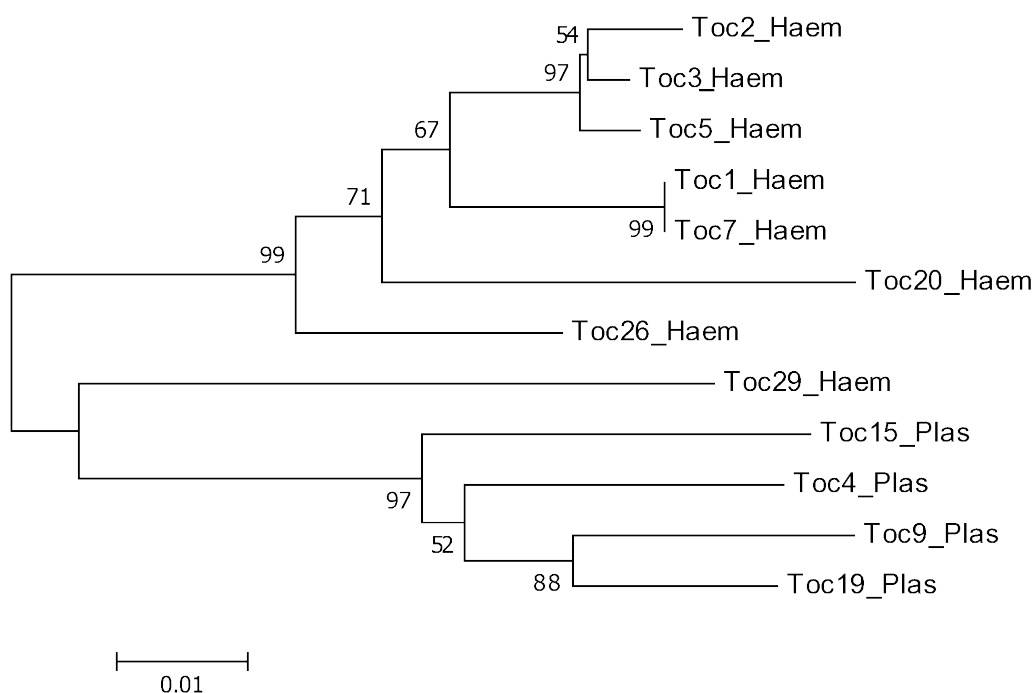 54
Toc2_Haem
97
Toc3_Haem
67
Toc5_Haem
71
Toc1_Haem
99
Toc7_Haem
99
Toc20_Haem
Toc26_Haem
Toc29_Haem
Toc15_Plas
97
Toc4_Plas
52
Toc9_Plas
88
Toc19_Plas
0.01